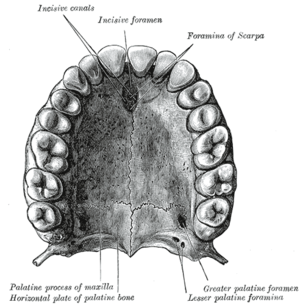 Incisive canals
Incisive foramen
Foramina of Scarpa
Palatine process of maxilla
Horizontal plate of palatine bone
Greater palatine foramen
Lesser palatine foramina